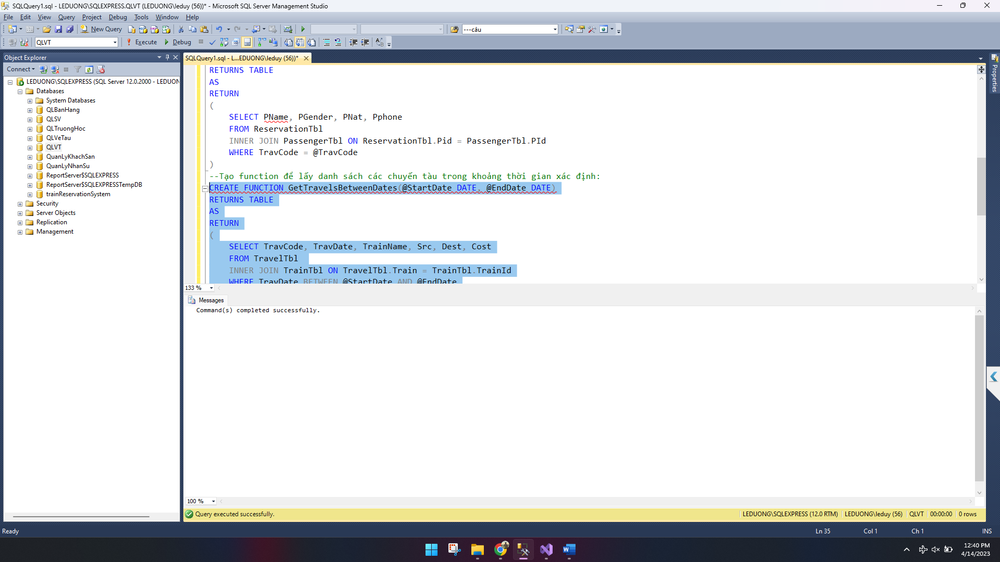 SQLQuery1.sql - LEDUONG\SQLEXPRESS.QLVT (LEDUONG\leduy (56))* - Microsoft SQL Server Management Studio
File Edit View Query Project Debug Tools Window Help
New Query ---câu
QLVT Execute Debug
Object Explorer
Connect
LEDUONG\SQLEXPRESS (SQL Server 12.0.2000 - LEDUON
Databases
System Databases
QLBanHang
QLSV
QLTruongHoc
QLVeTau
QLVT
QuanLyKhachSan
QuanLyNhanSu
ReportServer$SQLEXPRESS
ReportServer$SQLEXPRESSTempDB
trainReservationSystem
Security
Server Objects
Replication
Management
SQLQuery1.sql - L...EDUONG\leduy (56))*
RETURNS TABLE
AS
RETURN
(
SELECT PName, PGender, PNat, Pphone
FROM ReservationTbl
INNER JOIN PassengerTbl ON ReservationTbl.Pid = PassengerTbl.PId
WHERE TravCode = @TravCode
)
--Tạo function để lấy danh sách các chuyến tàu trong khoảng thời gian xác định:
CREATE FUNCTION GetTravelsBetweenDates(@StartDate DATE, @EndDate DATE)
RETURNS TABLE
AS
RETURN
(
SELECT TravCode, TravDate, TrainName, Src, Dest, Cost
FROM TravelTbl
INNER JOIN TrainTbl ON TravelTbl.Train = TrainTbl.TrainId
WHERE TravDate BETWEEN @StartDate AND @EndDate
133 %
Messages
Command(s) completed successfully.
100 %
Query executed successfully. LEDUONG\SQLEXPRESS (12.0 RTM) LEDUONG\leduy (56) QLVT 00:00:00 0 rows
Properties
Ready Ln 35 Col 1 Ch 1 INS
12:40 PM
4/14/2023